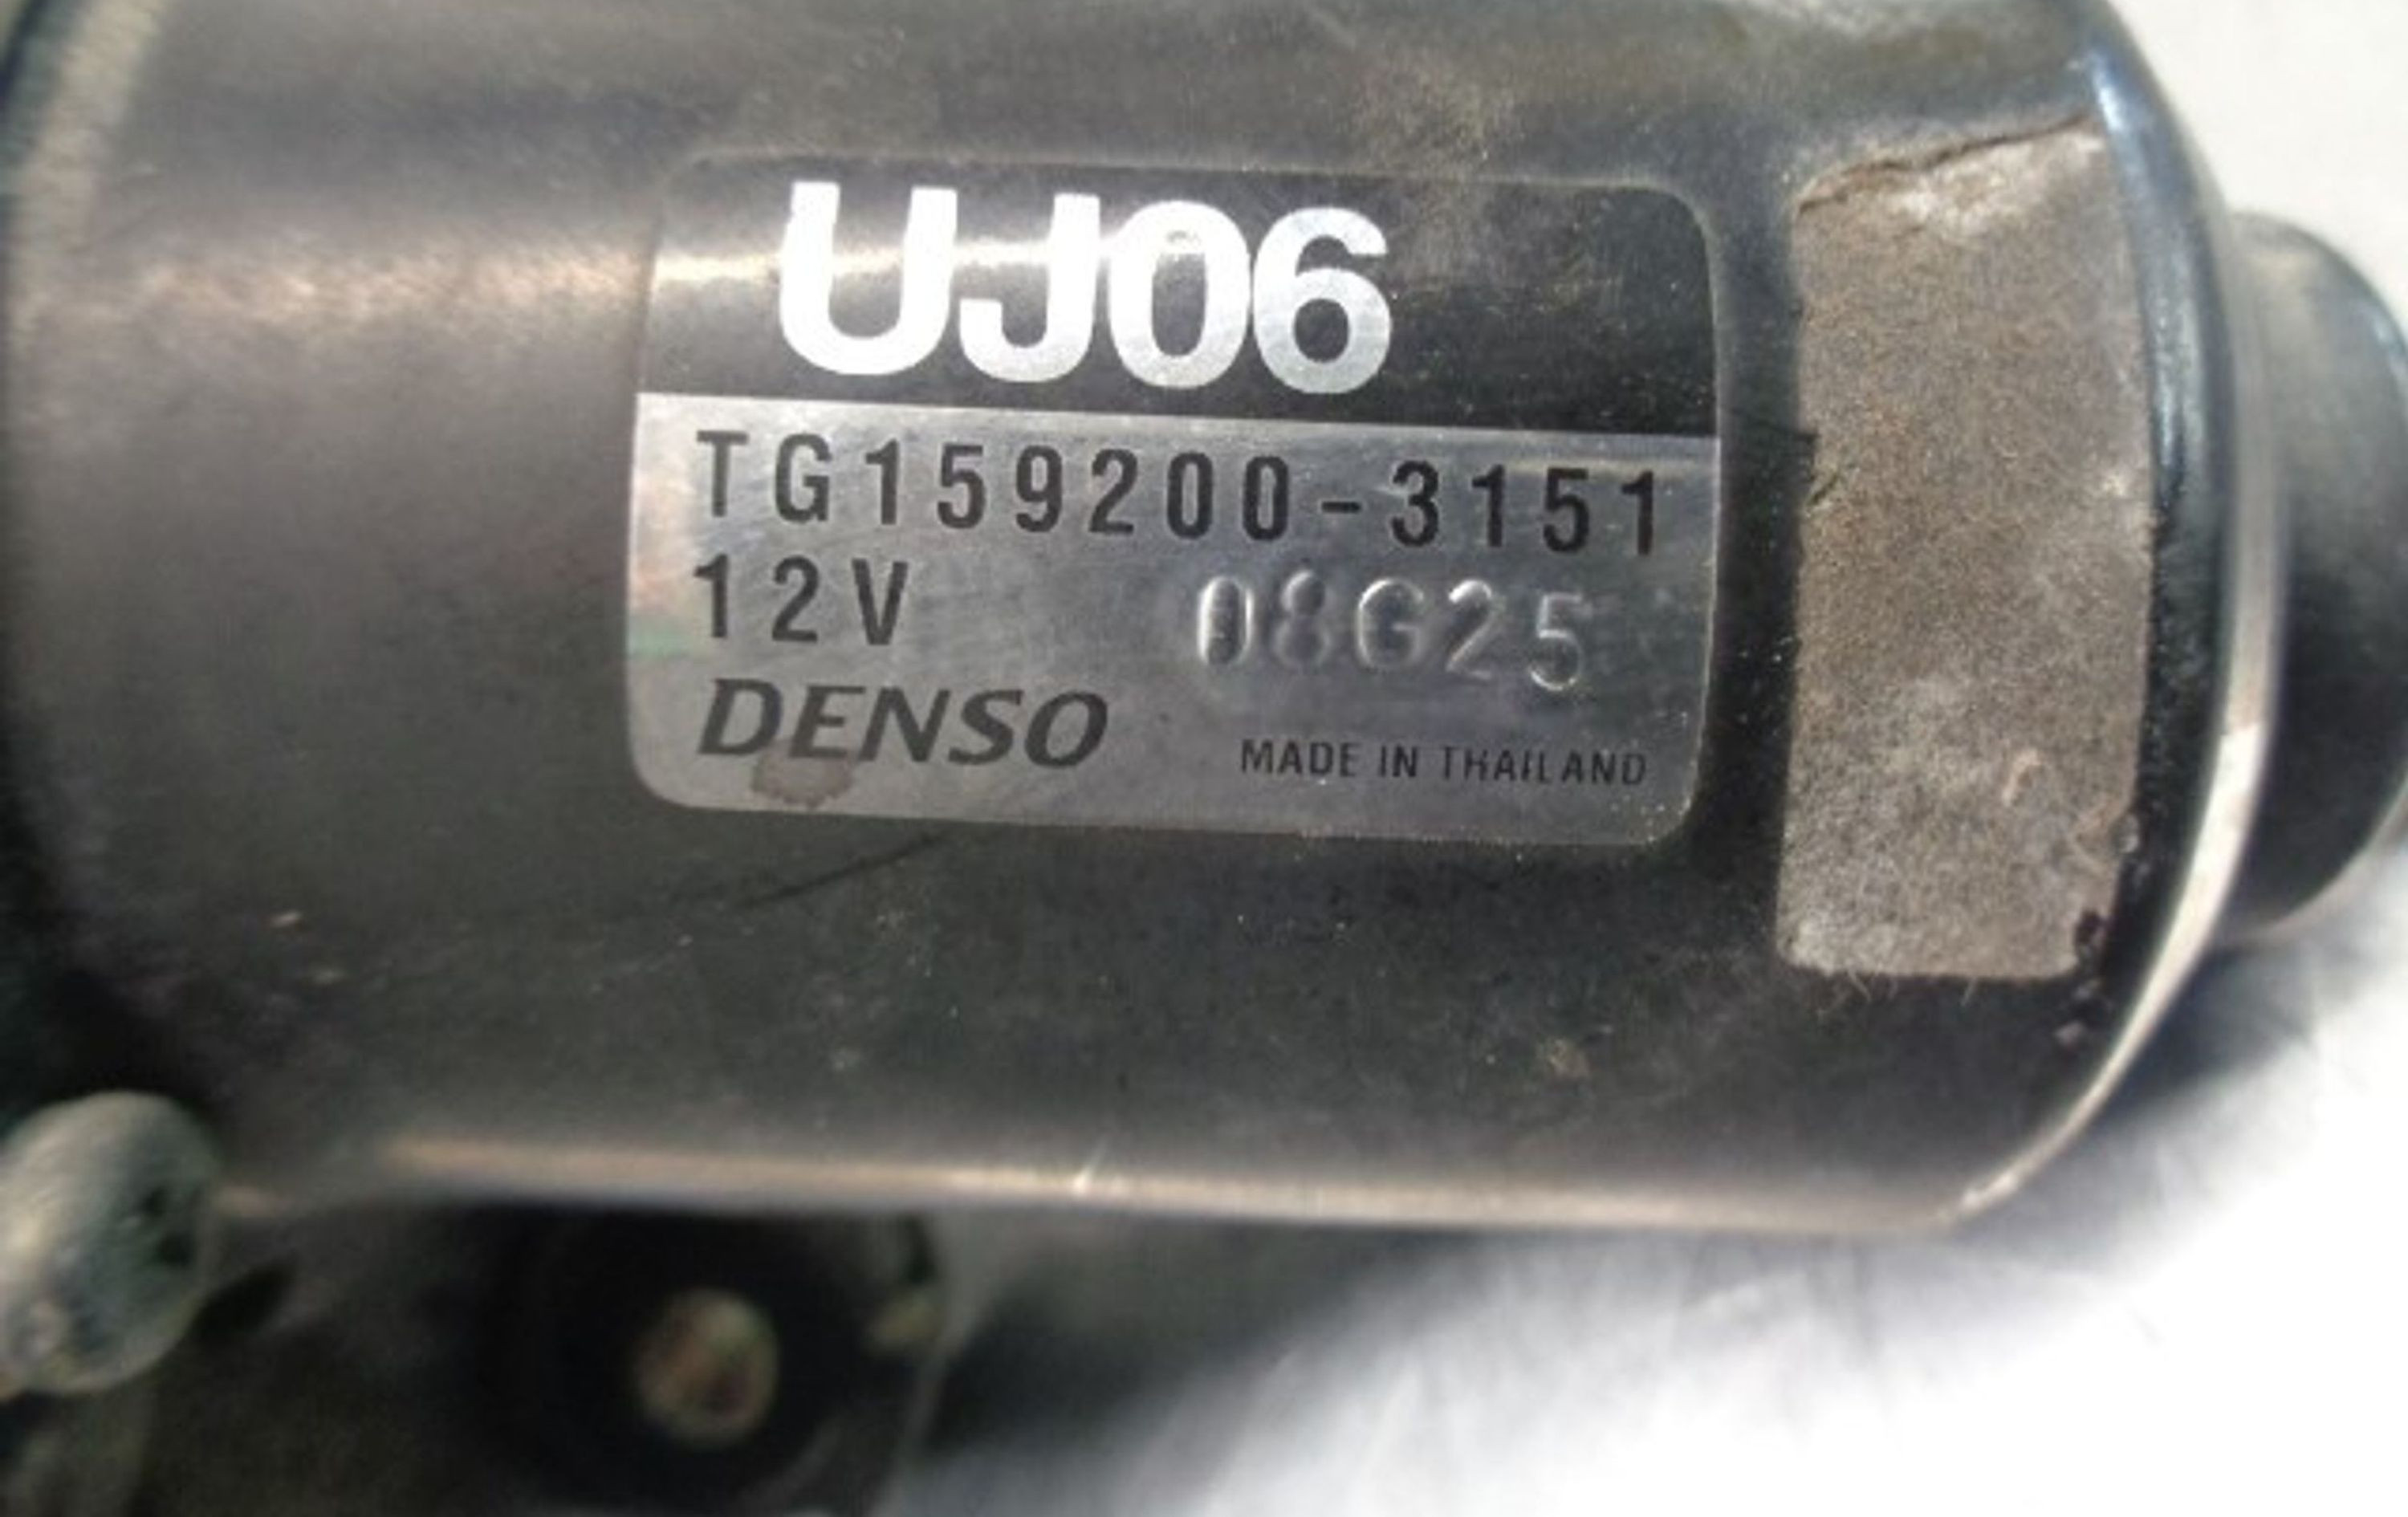 UJ06
TG159200-3151
12V 08G25
DENSO MADE IN THAILAND